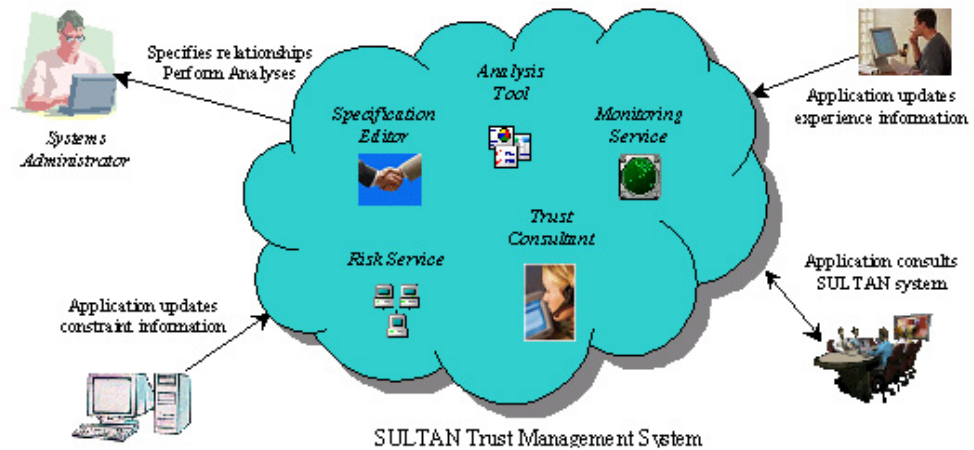 Specifies relationships
Perform Analyses
Systems
Administrator
Analysis
Tool
Specification
Editor
Monitoring
Service
Application updates
experience information
Trust
Consultant
Risk Service
Application consults
SULTAN system
Application updates
constraint information
SULTAN Trust Management System